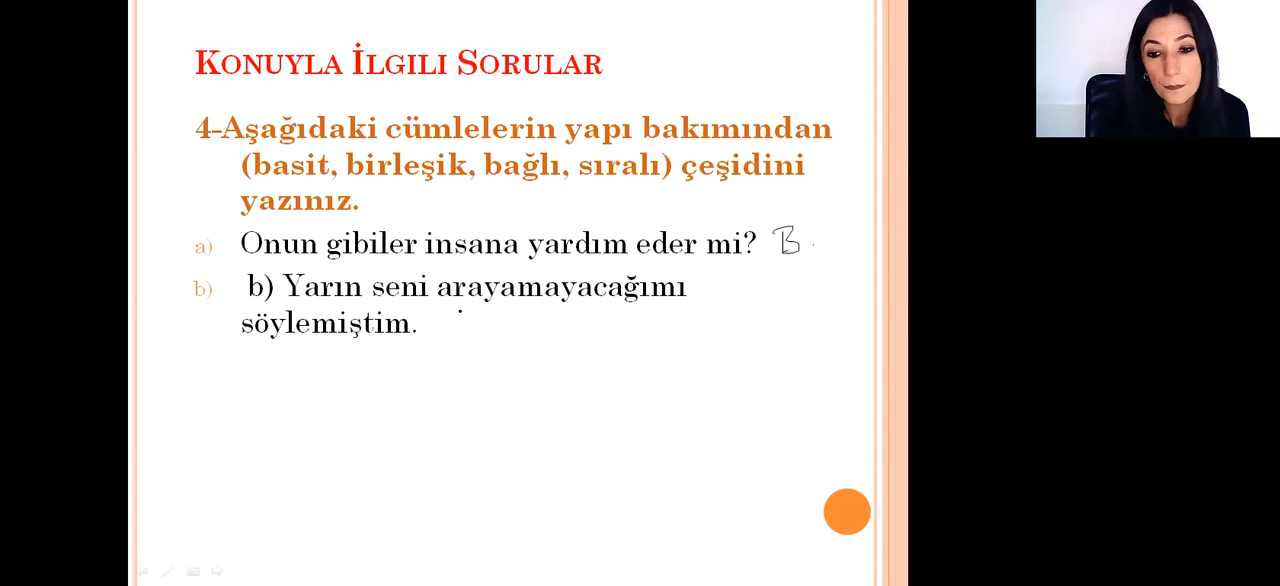 KONUYLA İLGILI SORULAR
4-Aşağıdaki cümlelerin yapı bakımından
(basit, birleşik, bağlı, sıralı) çeşidini
yazınız.
a) Onun gibiler insana yardım eder mi? B
b) b) Yarın seni arayamayacağımı
söylemiştim.